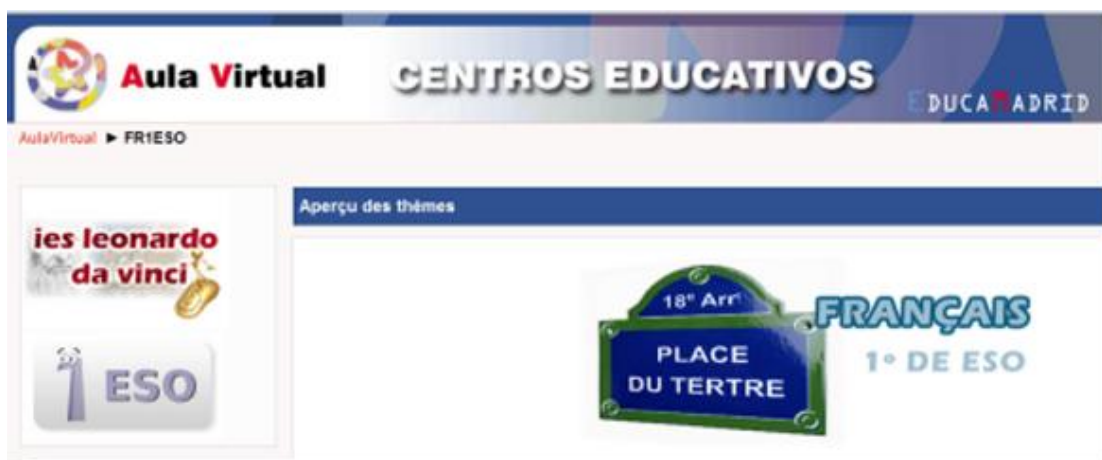 Aula Virtual CENTROS EDUCATIVOS
EDUCAMADRID
AulaVirtual ► FR1ESO
ies leonardo
da vinci
1 ESO
Aperçu des thèmes
18e Arrt
PLACE
DU TERTRE
FRANÇAIS
1º DE ESO